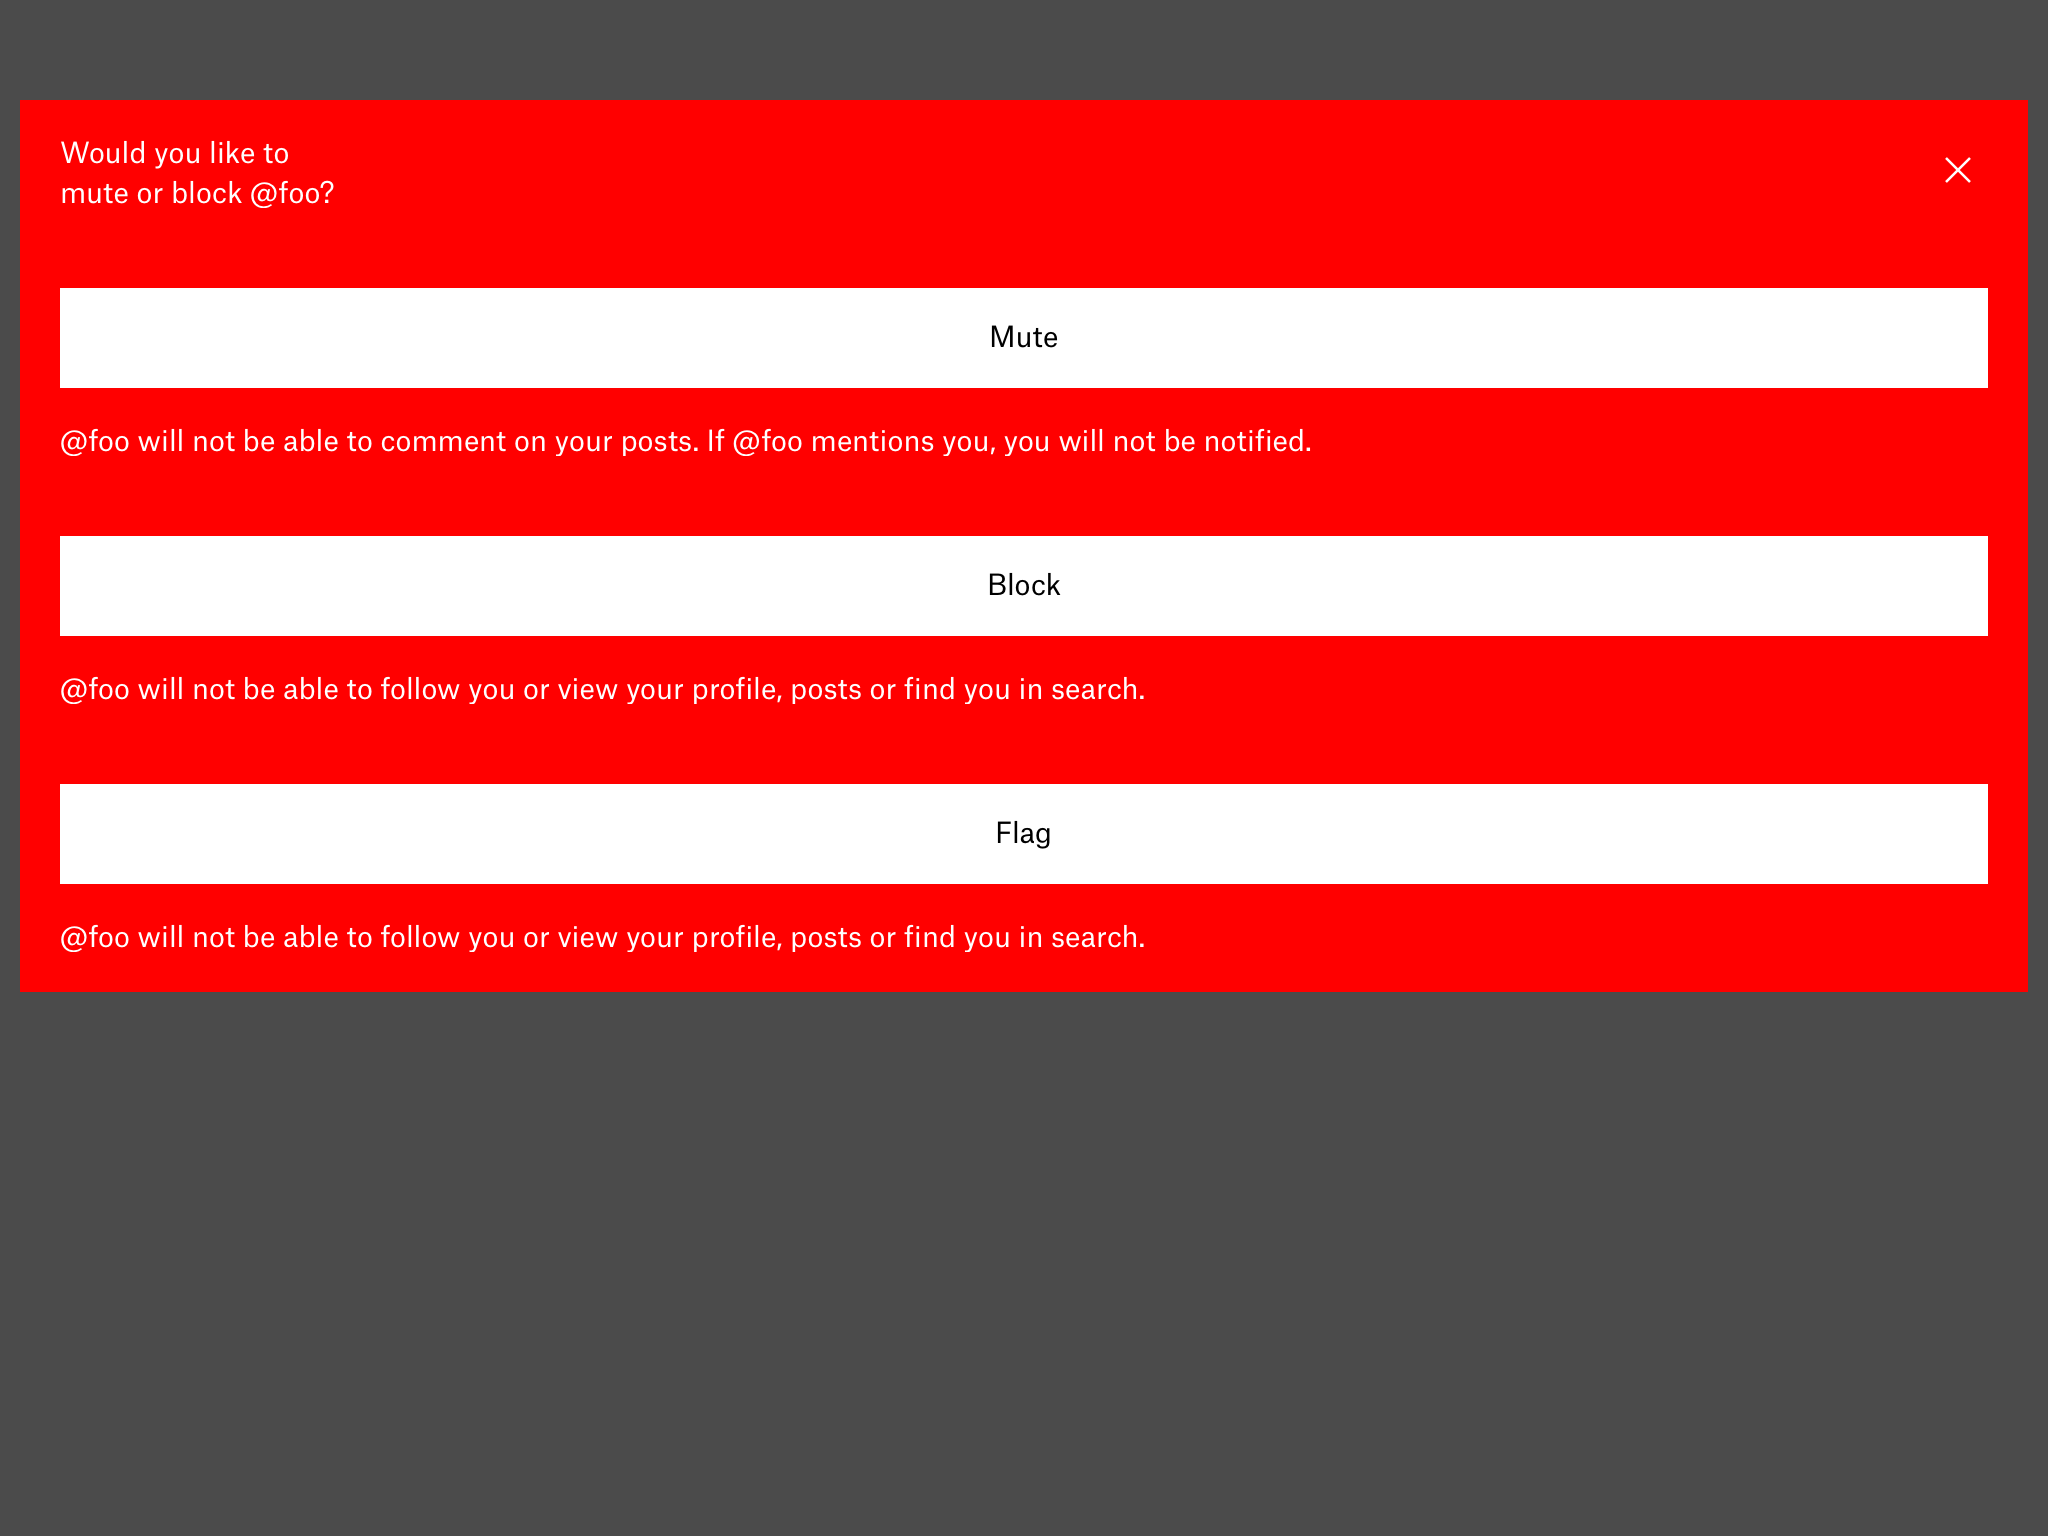 Would you like to
mute or block @foo?
Mute
@foo will not be able to comment on your posts. If @foo mentions you, you will not be notified.
Block
@foo will not be able to follow you or view your profile, posts or find you in search.
Flag
@foo will not be able to follow you or view your profile, posts or find you in search.